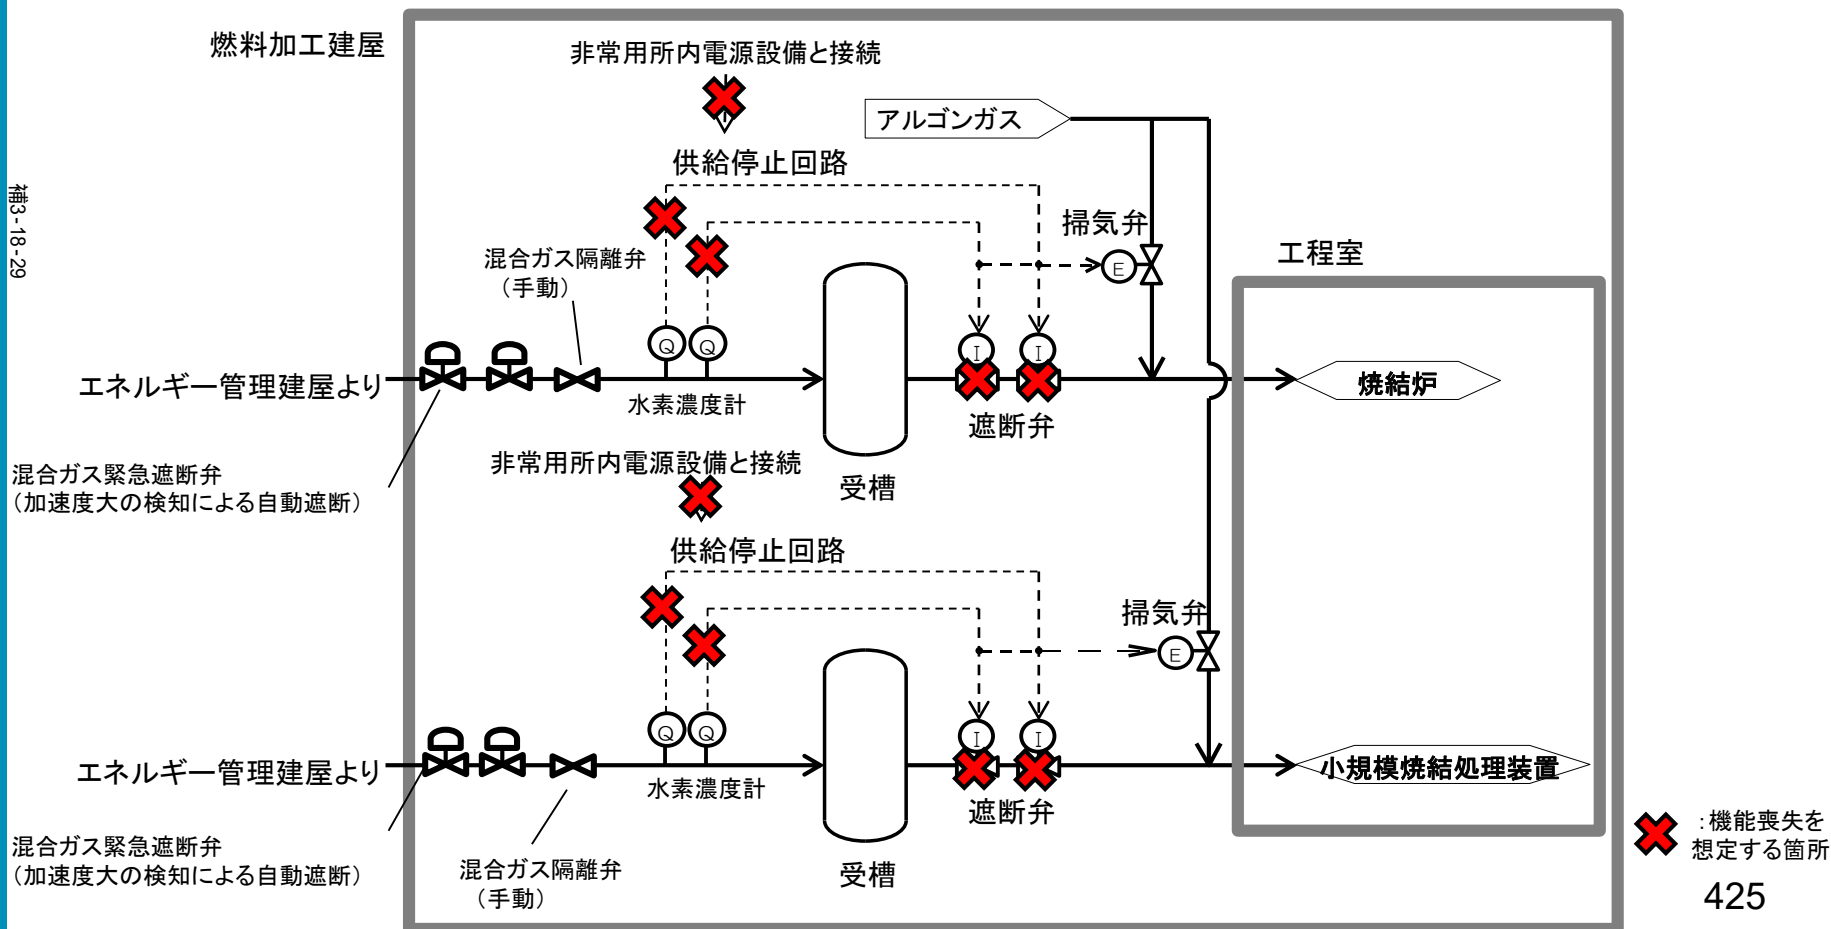 燃料加工建屋
非常用所内電源設備と接続
アルゴンガス
供給停止回路
掃気弁
E
工程室
混合ガス隔離弁
（手動）
Q
Q
I
I
エネルギー管理建屋より
水素濃度計
遮断弁
焼結炉
混合ガス緊急遮断弁
（加速度大の検知による自動遮断）
受槽
非常用所内電源設備と接続
供給停止回路
掃気弁
E
Q
Q
I
I
エネルギー管理建屋より
水素濃度計
遮断弁
小規模焼結処理装置
混合ガス緊急遮断弁
（加速度大の検知による自動遮断）
混合ガス隔離弁
（手動）
受槽
：機能喪失を
想定する箇所
425
補3-18-29